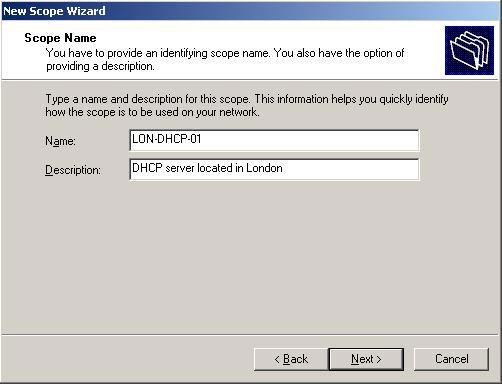 New Scope Wizard
Scope Name
You have to provide an identifying scope name. You also have the option of
providing a description.
Type a name and description for this scope. This information helps you quickly identify
how the scope is to be used on your network.
Name: LON-DHCP-01
Description: DHCP server located in London
< Back Next > Cancel